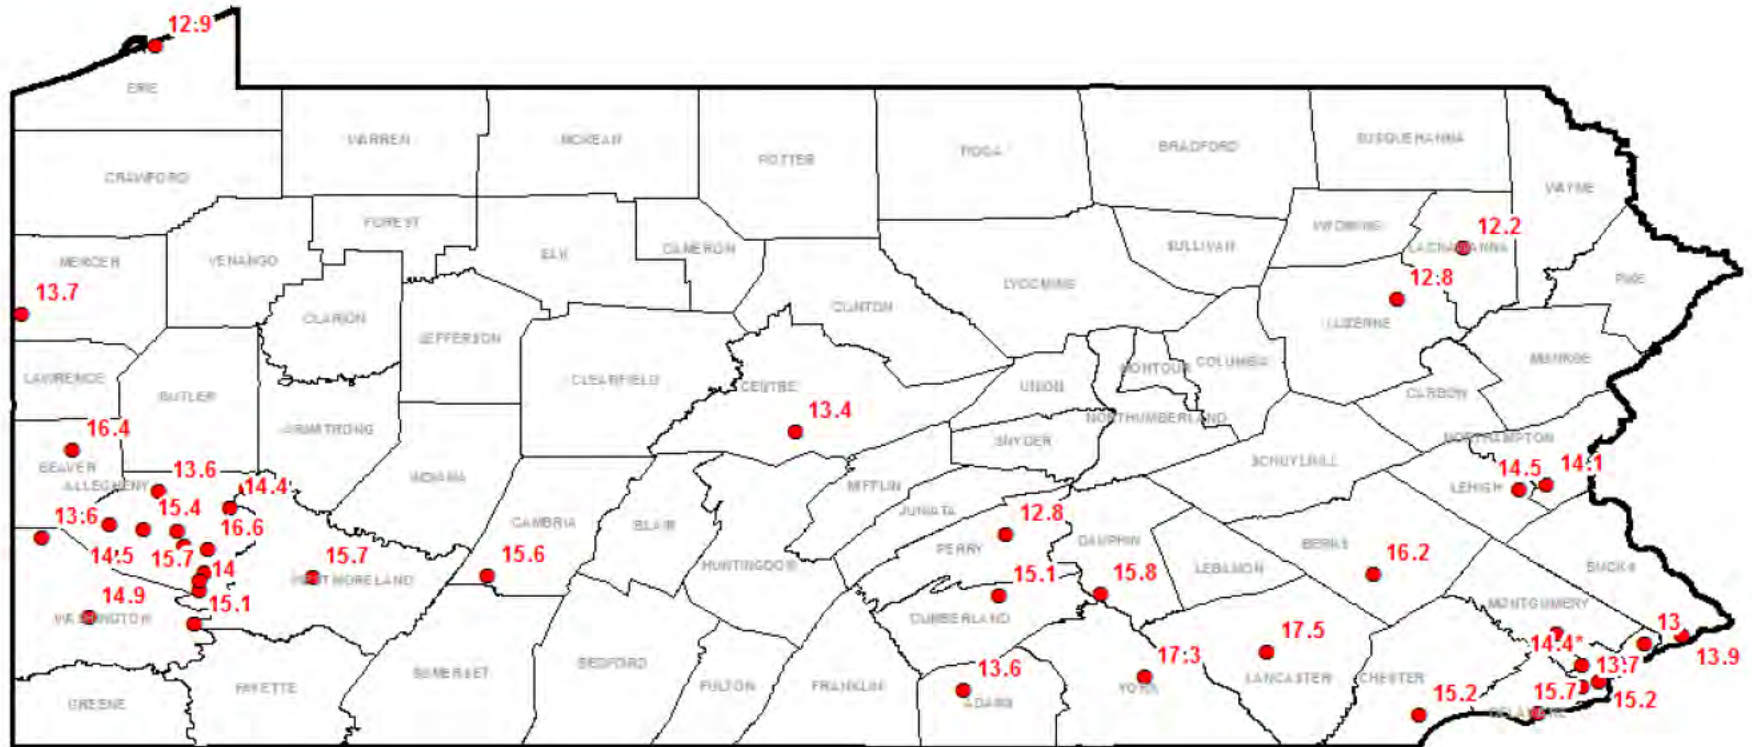 12.9
ERIE
WARREN
MCKEAN
POTTER
TIOGA
BRADFORD
SUSQUEHANNA
CRAWFORD
WAYNE
FOREST
WYOMING
12.2
LACKAWANNA
MERCER
VENANGO
ELK
CAMERON
SULLIVAN
PIKE
13.7
12.8
LYCOMING
CLINTON
CLARION
LUZERNE
JEFFERSON
MONROE
COLUMBIA
MONTOUR
LAWRENCE
CLEARFIELD
CENTRE
UNION
CARBON
BUTLER
13.4
NORTHUMBERLAND
16.4
ARMSTRONG
SNYDER
NORTHAMPTON
BEAVER
13.6
SCHUYLKILL
14.5
14.1
ALLEGHENY
14.4
INDIANA
MIFFLIN
LEHIGH
15.4
13.6
16.6
CAMBRIA
BLAIR
JUNIATA
12.8
PERRY
DAUPHIN
BERKS
14.5
15.7
14
15.7
15.6
HUNTINGDON
15.1
15.8
LEBANON
16.2
BUCKS
WESTMORELAND
14.9
15.1
WASHINGTON
CUMBERLAND
MONTGOMERY
13
14.4*
13.7
13.9
SOMERSET
BEDFORD
FULTON
FRANKLIN
13.6
17.3
17.5
ADAMS
YORK
LANCASTER
CHESTER
15.2
15.7
15.2
DELAWARE
GREENE
FAYETTE